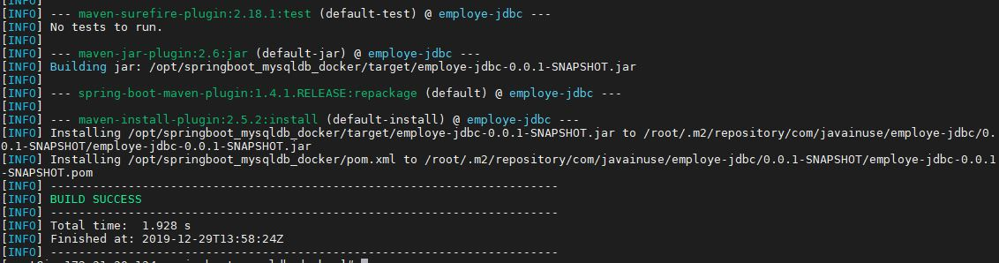 [INFO]
[INFO] --- maven-surefire-plugin:2.18.1:test (default-test) @ employe-jdbc ---
[INFO] No tests to run.
[INFO]
[INFO] --- maven-jar-plugin:2.6:jar (default-jar) @ employe-jdbc ---
[INFO] Building jar: /opt/springboot_mysqldb_docker/target/employe-jdbc-0.0.1-SNAPSHOT.jar
[INFO]
[INFO] --- spring-boot-maven-plugin:1.4.1.RELEASE:repackage (default) @ employe-jdbc ---
[INFO]
[INFO] --- maven-install-plugin:2.5.2:install (default-install) @ employe-jdbc ---
[INFO] Installing /opt/springboot_mysqldb_docker/target/employe-jdbc-0.0.1-SNAPSHOT.jar to /root/.m2/repository/com/javainuse/employe-jdbc/0.
0.1-SNAPSHOT/employe-jdbc-0.0.1-SNAPSHOT.jar
[INFO] Installing /opt/springboot_mysqldb_docker/pom.xml to /root/.m2/repository/com/javainuse/employe-jdbc/0.0.1-SNAPSHOT/employe-jdbc-0.0.1
-SNAPSHOT.pom
[INFO] ------------------------------------------------------------------------
[INFO] BUILD SUCCESS
[INFO] ------------------------------------------------------------------------
[INFO] Total time:  1.928 s
[INFO] Finished at: 2019-12-29T13:58:24Z
[INFO] ------------------------------------------------------------------------